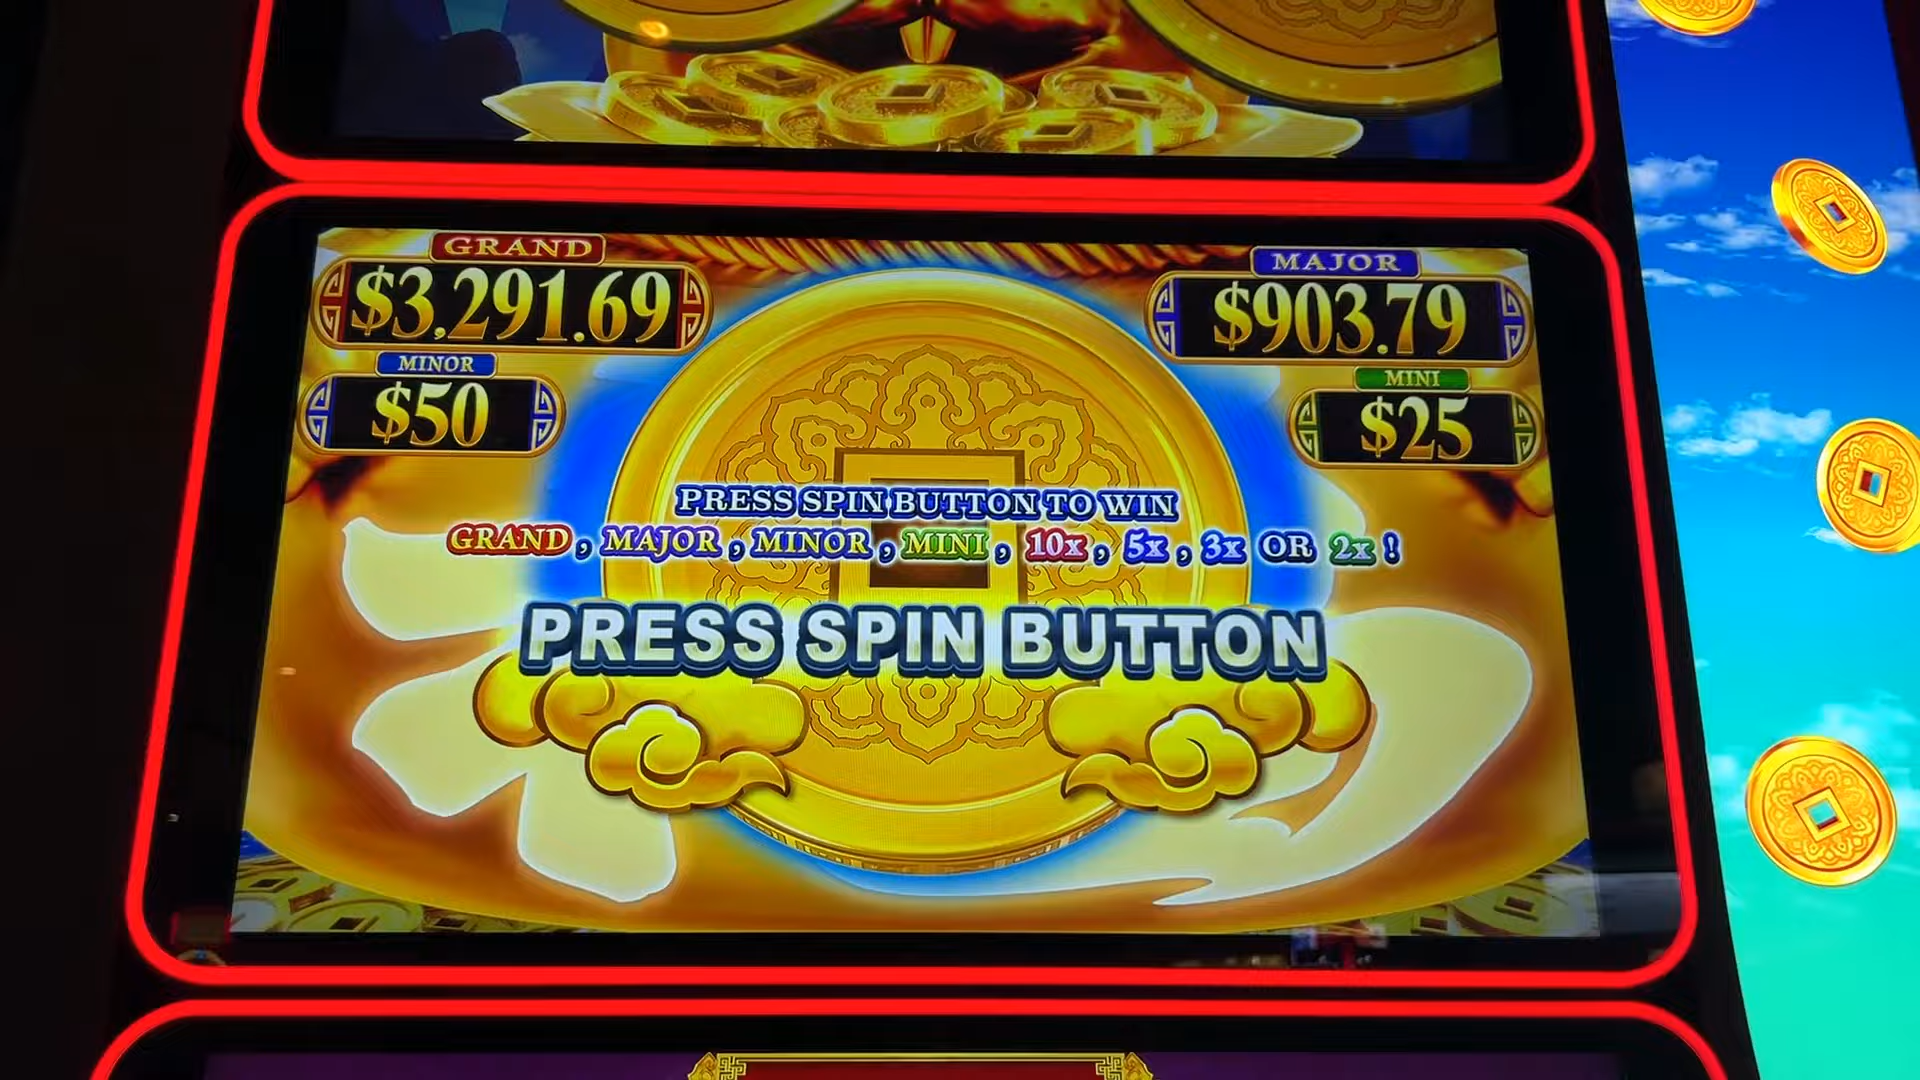 GRAND
$3,291.69
MAJOR
$903.79
MINOR
$50
MINI
$25
PRESS SPIN BUTTON TO WIN
GRAND, MAJOR, MINOR, MINI, 10x, 5x, 3x OR 2x!
PRESS SPIN BUTTON